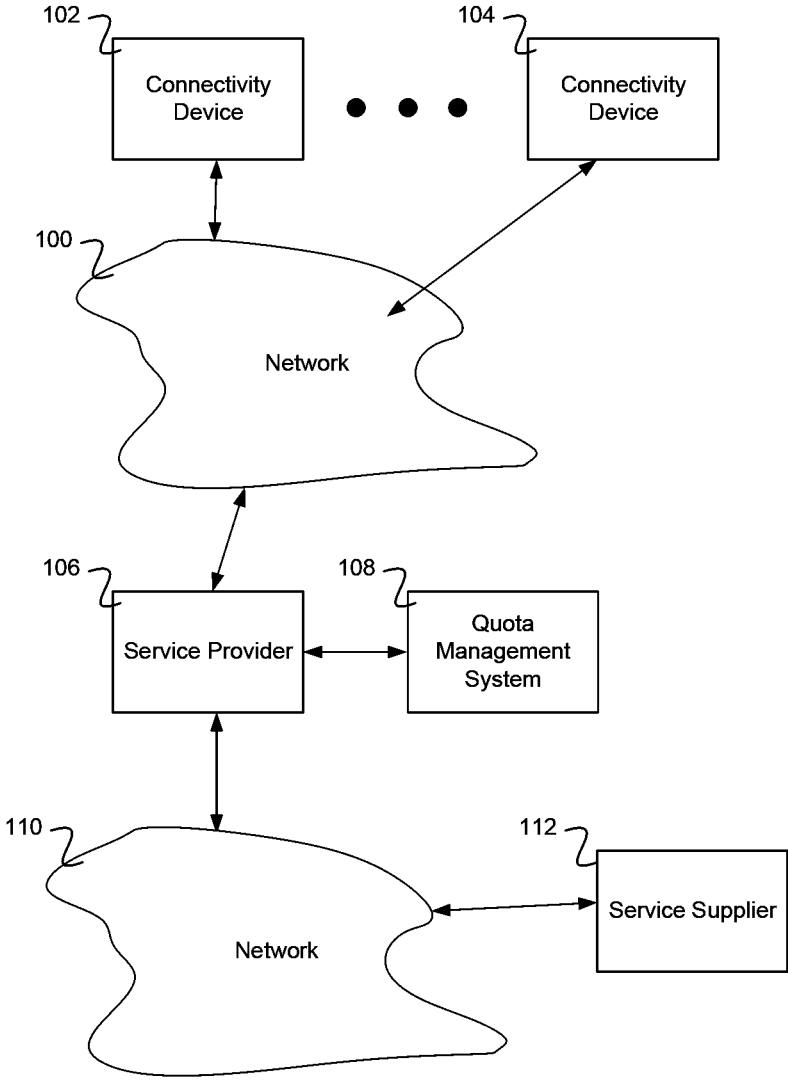 102
104
Connectivity
Device
Connectivity
Device
100
Network
106
108
Service Provider
Quota
Management
System
110
112
Network
Service Supplier